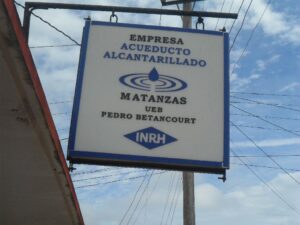 EMPRESA
ACUEDUCTO
ALCANTARILLADO
MATANZAS
UEB
PEDRO BETANCOURT
INRH